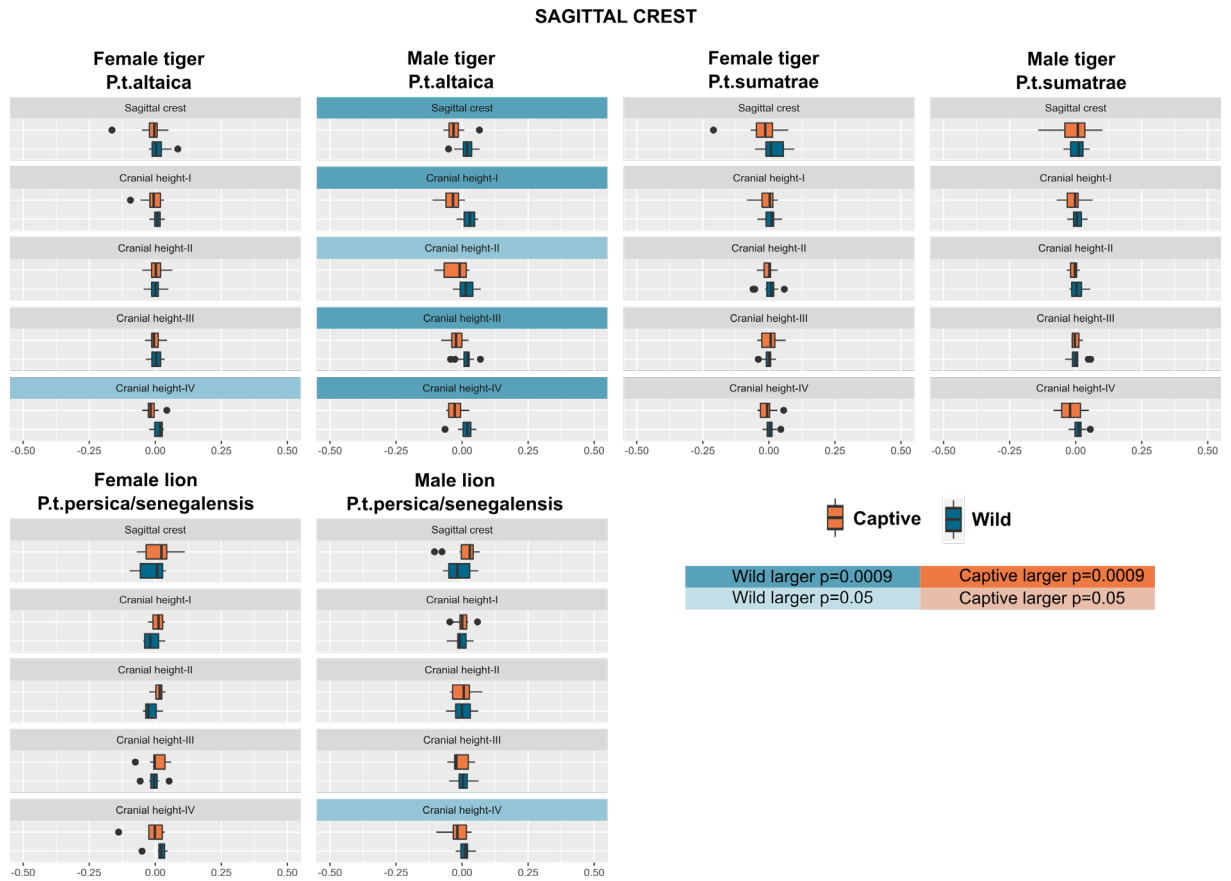 SAGITTAL CREST
Female tiger
P.t.altaica
Sagittal crest
Cranial height-I
Cranial height-II
Cranial height-III
Cranial height-IV
-0.50 -0.25 0.00 0.25 0.50
Male tiger
P.t.altaica
Sagittal crest
Cranial height-I
Cranial height-II
Cranial height-III
Cranial height-IV
-0.50 -0.25 0.00 0.25 0.50
Female tiger
P.t.sumatrae
Sagittal crest
Cranial height-I
Cranial height-II
Cranial height-III
Cranial height-IV
-0.50 -0.25 0.00 0.25 0.50
Male tiger
P.t.sumatrae
Sagittal crest
Cranial height-I
Cranial height-II
Cranial height-III
Cranial height-IV
-0.50 -0.25 0.00 0.25 0.50
Female lion
P.t.persica/senegalensis
Sagittal crest
Cranial height-I
Cranial height-II
Cranial height-III
Cranial height-IV
-0.50 -0.25 0.00 0.25 0.50
Male lion
P.t.persica/senegalensis
Sagittal crest
Cranial height-I
Cranial height-II
Cranial height-III
Cranial height-IV
-0.50 -0.25 0.00 0.25 0.50
Captive Wild
Wild larger p=0.0009 Captive larger p=0.0009
Wild larger p=0.05 Captive larger p=0.05